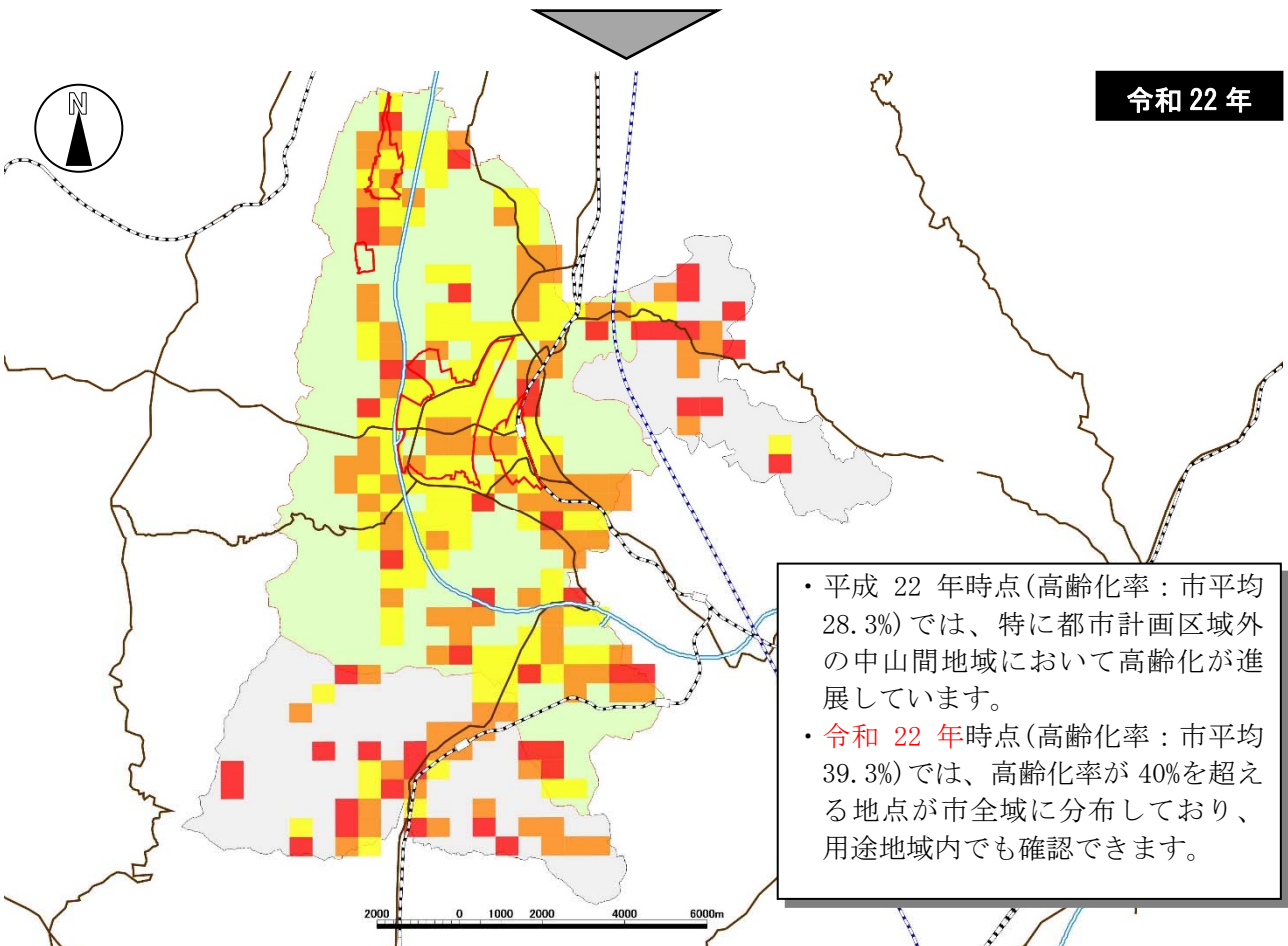 N
令和 22 年
・平成 22 年時点(高齢化率：市平均
28.3%)では、特に都市計画区域外
の中山間地域において高齢化が進
展しています。
・令和 22 年時点(高齢化率：市平均
39.3%)では、高齢化率が 40%を超え
る地点が市全域に分布しており、
用途地域内でも確認できます。
2000 0 1000 2000 4000 6000m